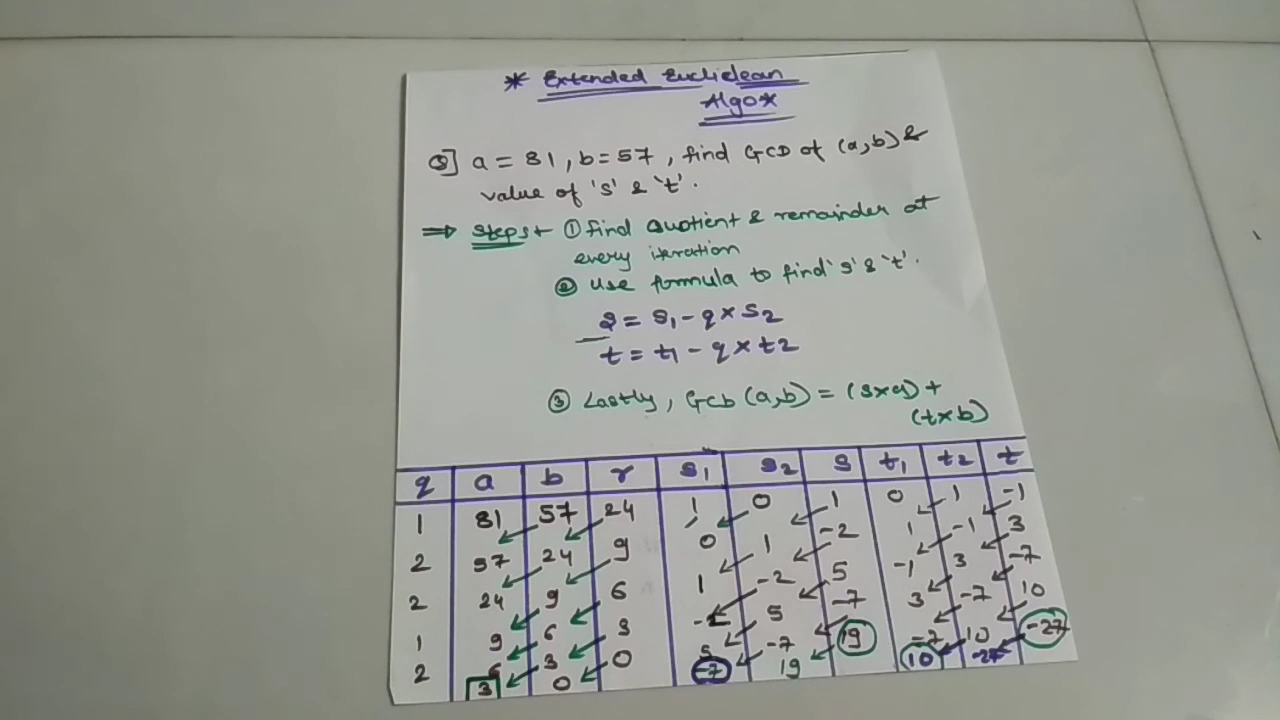 * Extended Euclidean
Algo*
Q] a = 81, b = 57, find GCD of (a,b) &
value of 's' & 't'.
⇒ Steps + ① find Quotient & remainder at
every iteration
② Use formula to find 's' & 't'.
S = S₁ - q × S₂
t = t₁ - q × t₂
③ Lastly, GCD (a,b) = (s×a) +
(t×b)
q a b r S₁ S₂ S t₁ t₂ t
1 81 57 24 1 0 1 0 1 -1
2 57 24 9 0 1 -2 1 -1 3
2 24 9 6 1 -2 5 -1 3 -7
1 9 6 3 -2 5 -7 3 -7 10
2 6 3 0 5 -7 19 -7 10 -27
3 0 -7 19 10 -27